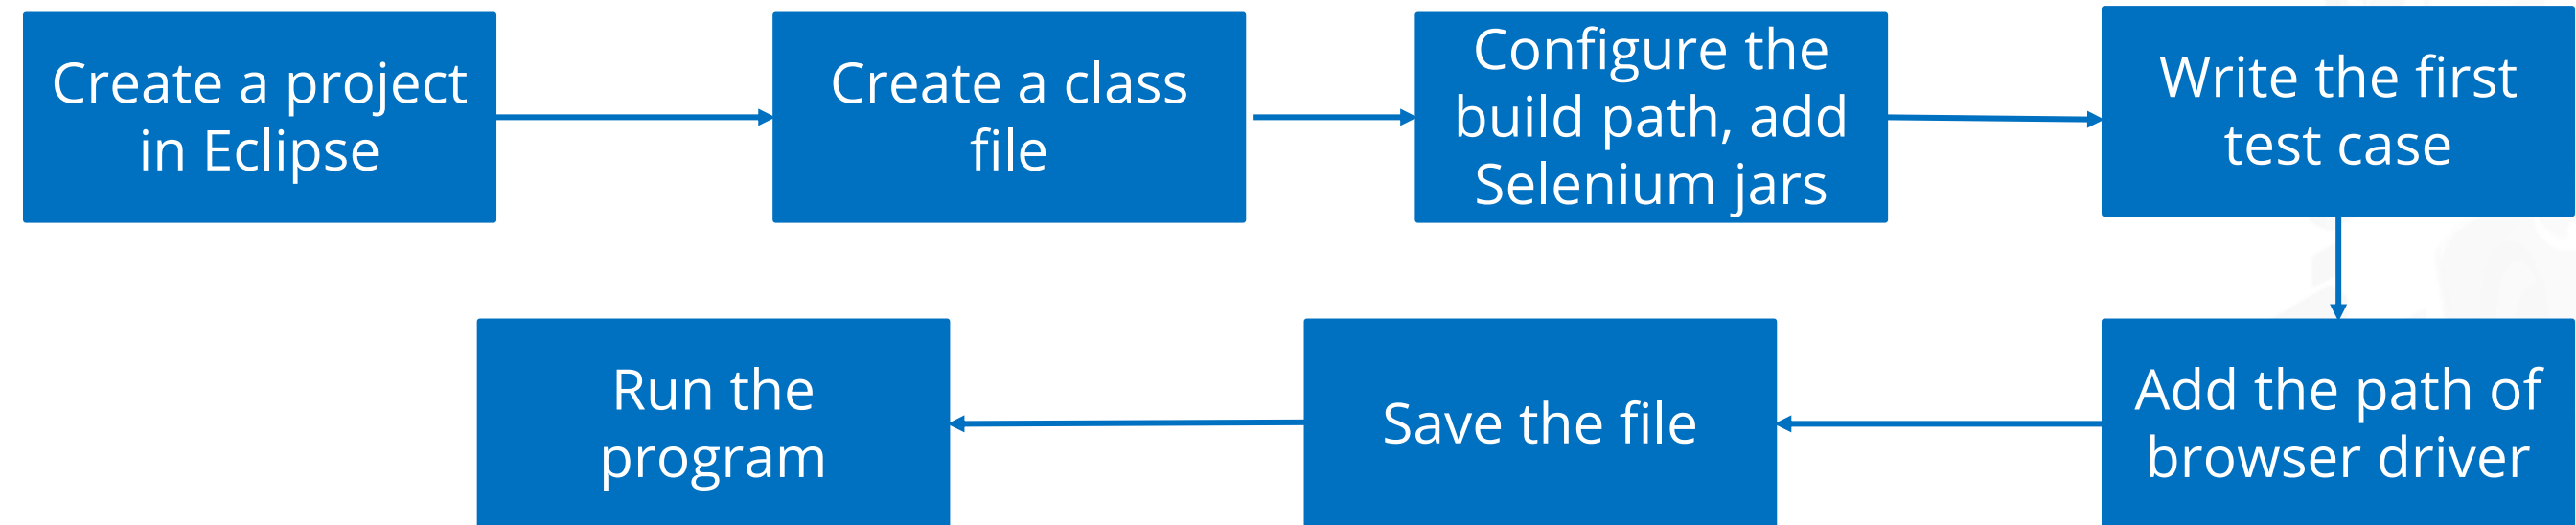 Create a project
in Eclipse
Create a class
file
Configure the
build path, add
Selenium jars
Write the first
test case
Add the path of
browser driver
Save the file
Run the
program